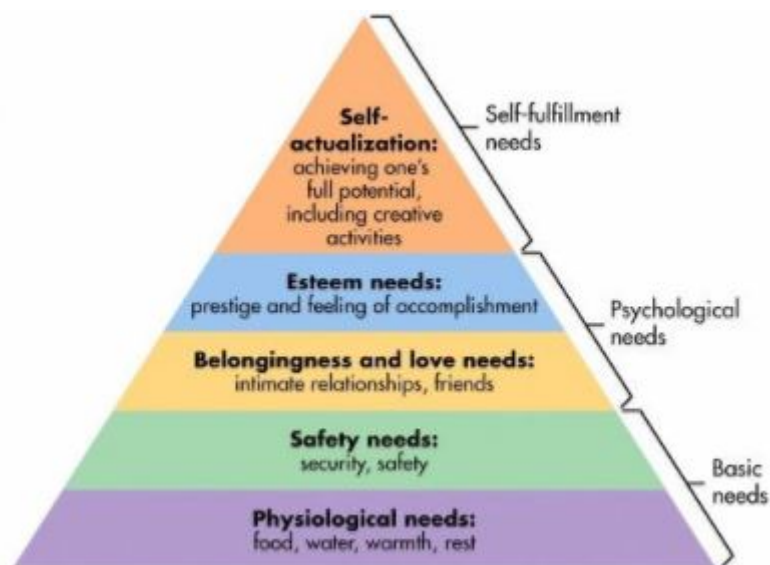 Self-
actualization:
achieving one's
full potential,
including creative
activities
Self-fulfillment
needs
Esteem needs:
prestige and feeling of accomplishment
Psychological
needs
Belongingness and love needs:
intimate relationships, friends
Safety needs:
security, safety
Basic
needs
Physiological needs:
food, water, warmth, rest